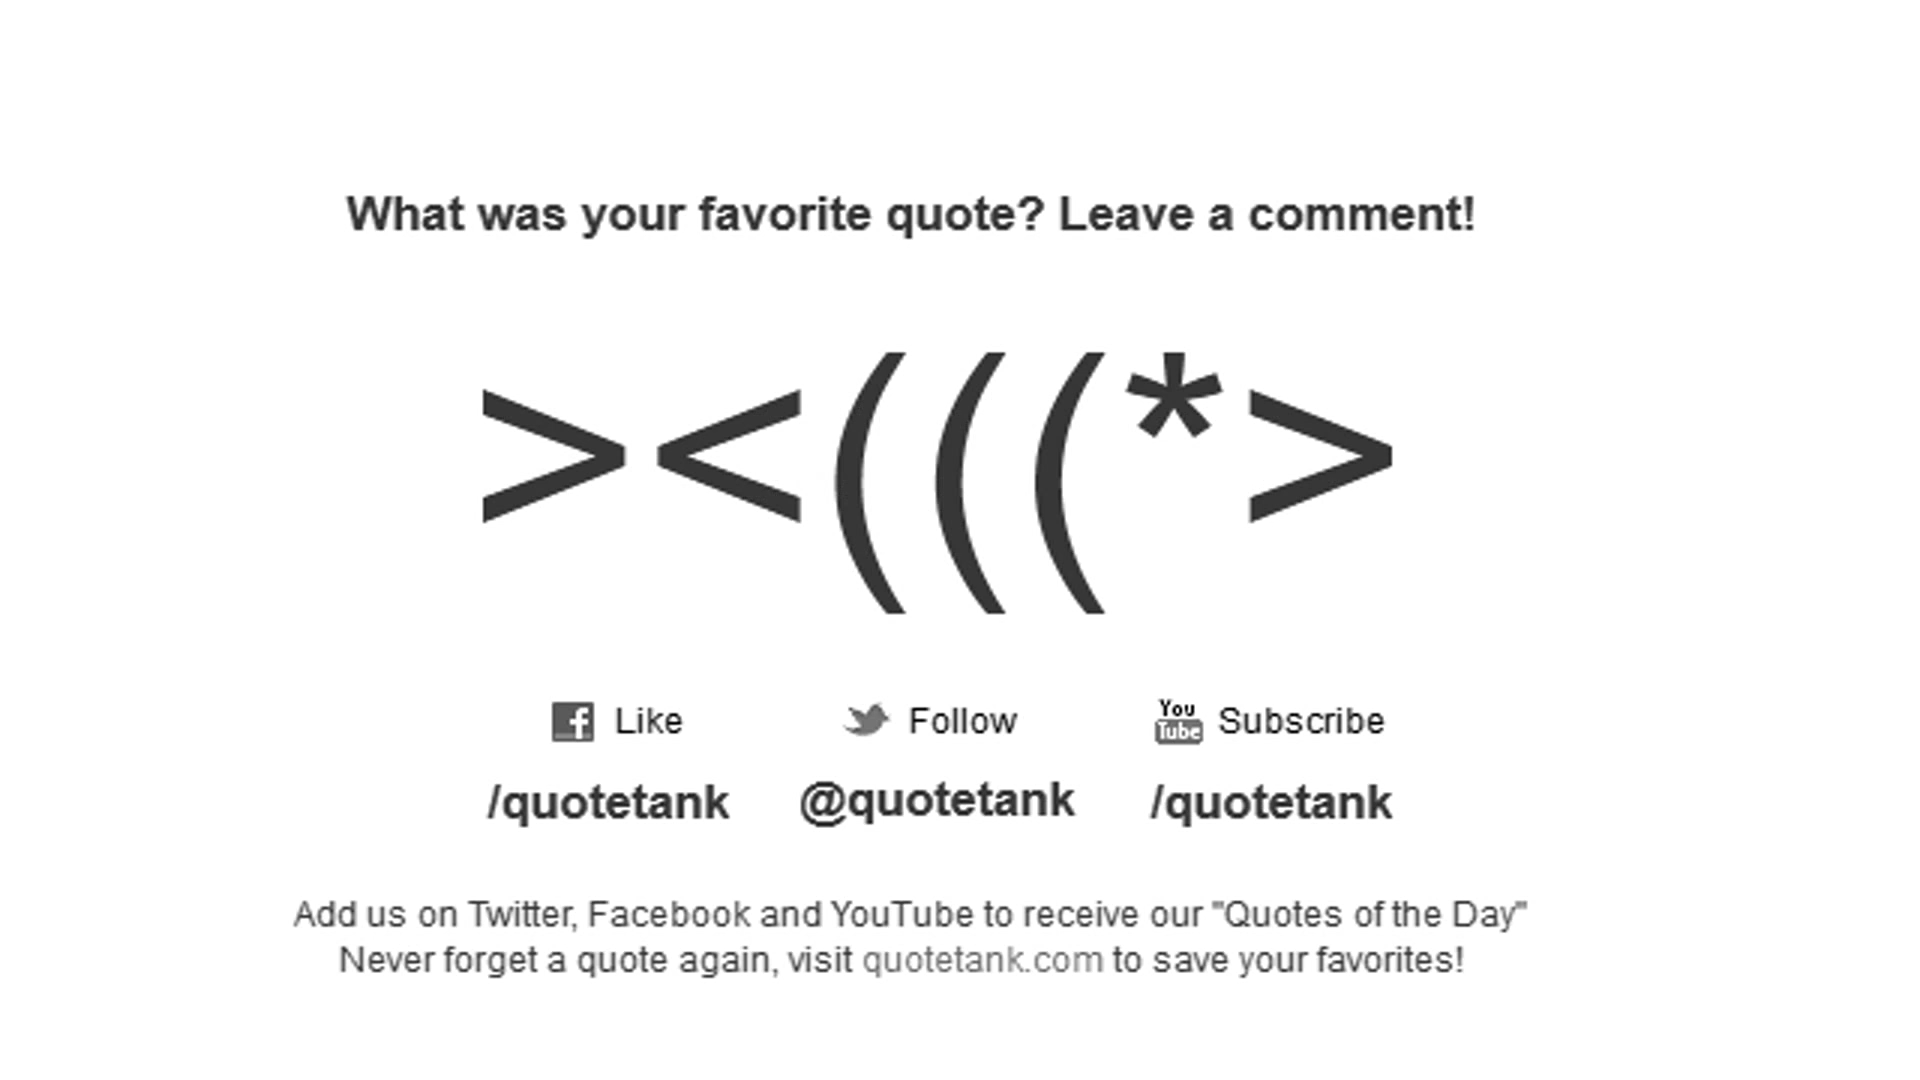 What was your favorite quote? Leave a comment!
><(((*>
f Like Follow You Tube Subscribe
/quotetank @quotetank /quotetank
Add us on Twitter, Facebook and YouTube to receive our "Quotes of the Day"
Never forget a quote again, visit quotetank.com to save your favorites!